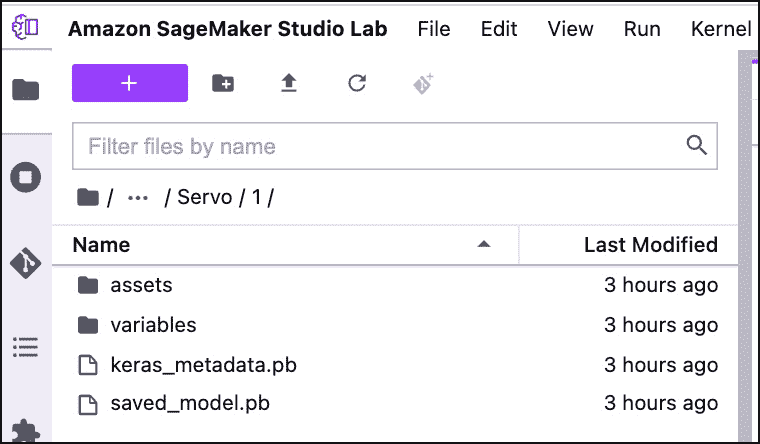 Amazon SageMaker Studio Lab File Edit View Run Kernel
Filter files by name
/ ... / Servo / 1 /
Name Last Modified
assets 3 hours ago
variables 3 hours ago
keras_metadata.pb 3 hours ago
saved_model.pb 3 hours ago